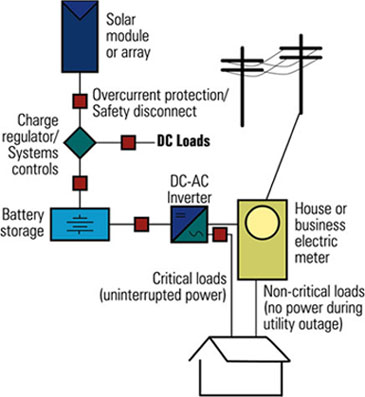 Solar
module
or array
Overcurrent protection/
Safety disconnect
Charge
regulator/
Systems
controls
DC Loads
DC-AC
Inverter
Battery
storage
House or
business
electric
meter
Critical loads
(uninterrupted power)
Non-critical loads
(no power during
utility outage)